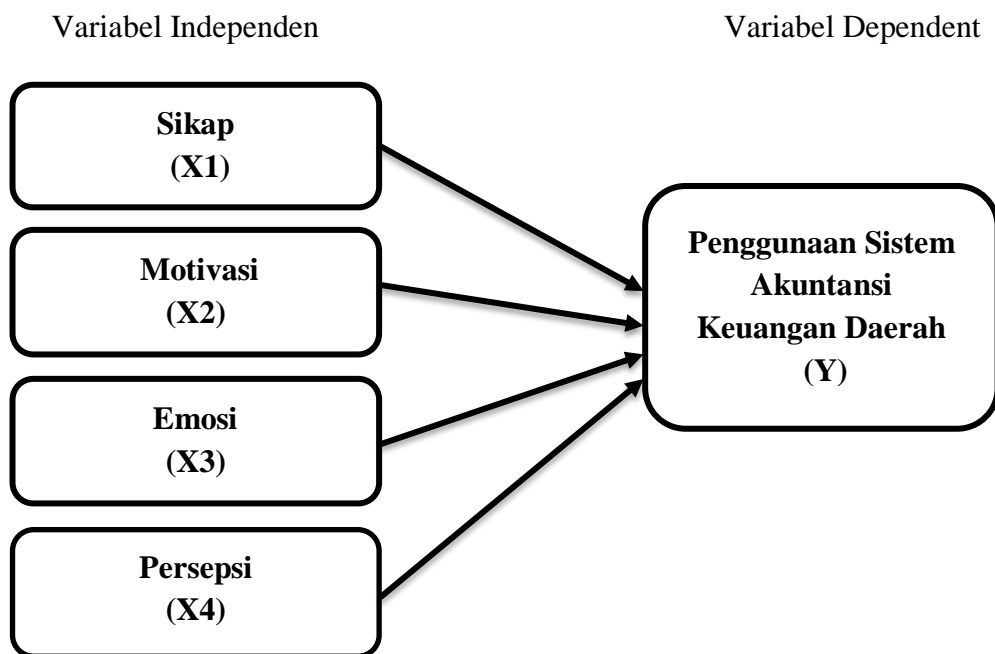 Variabel Independen
Variabel Dependent
Sikap
(X1)
Motivasi
(X2)
Emosi
(X3)
Persepsi
(X4)
Penggunaan Sistem
Akuntansi
Keuangan Daerah
(Y)